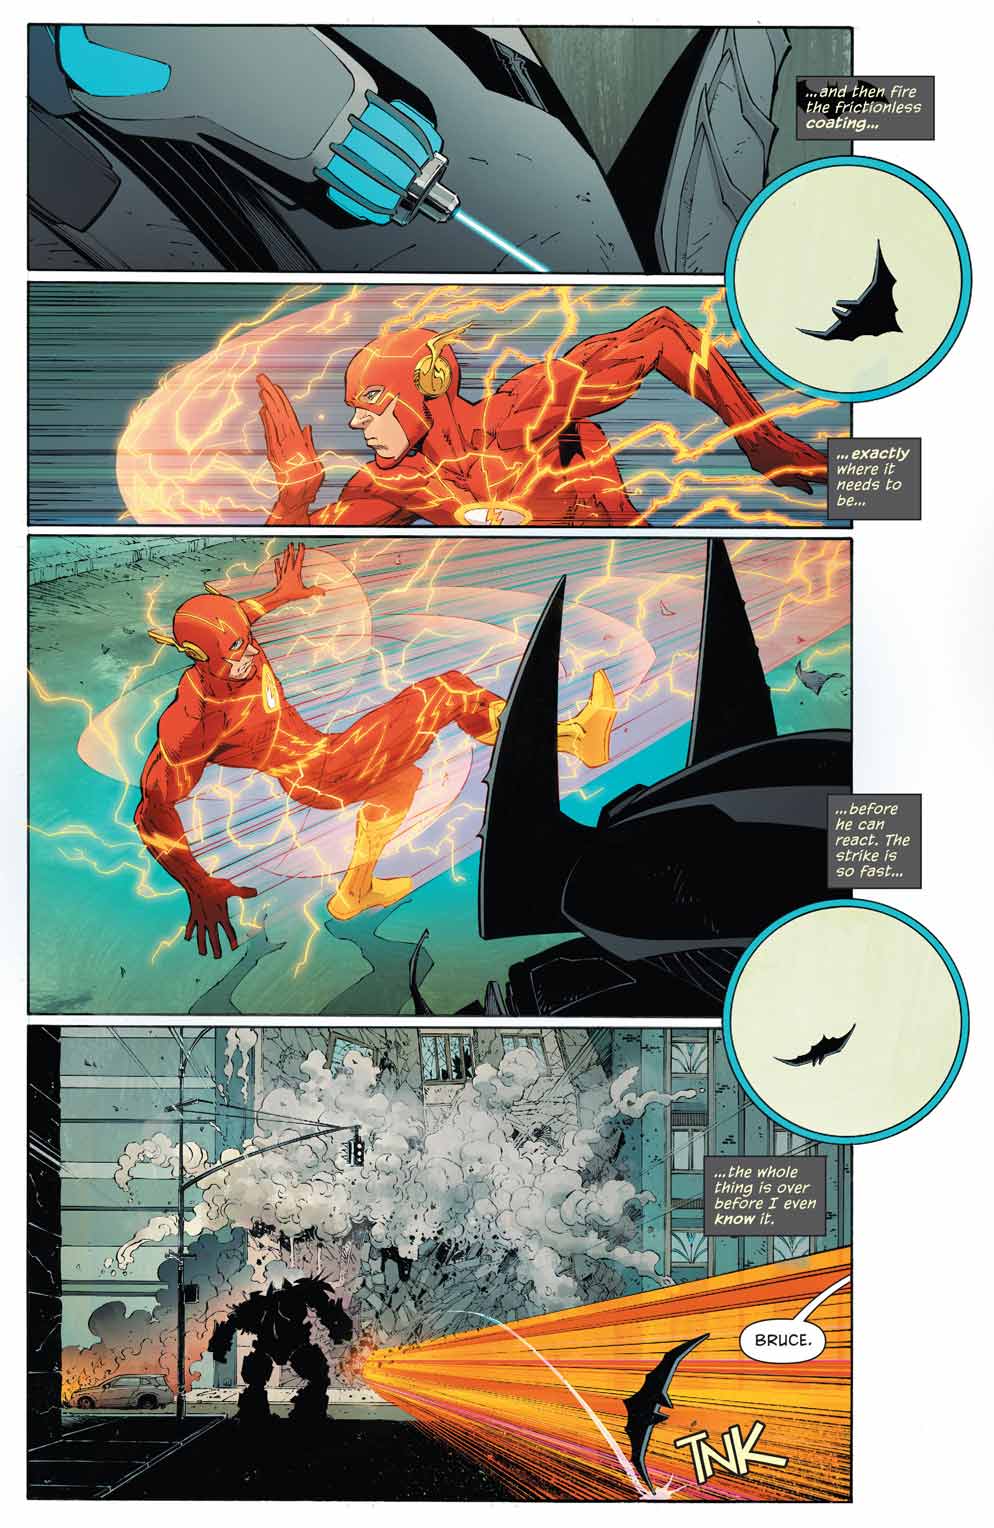 ...and then fire
the frictionless
coating...
...exactly
where it
needs to
be...
...before
he can
react. The
strike is
so fast...
...the whole
thing is over
before I even
know it.
BRUCE.
TNK